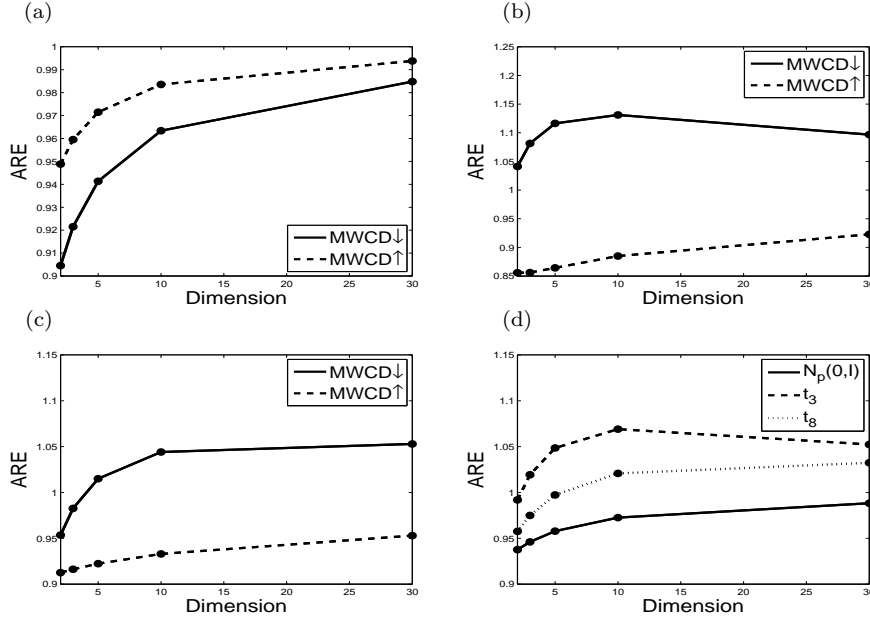 (a)
ARE
1
0.99
0.98
0.97
0.96
0.95
0.94
0.93
0.92
0.91
0.9
MWCD↓
MWCD↑
5 10 15 20 25 30
Dimension
(b)
ARE
1.25
1.2
1.15
1.1
1.05
1
0.95
0.9
0.85
MWCD↓
MWCD↑
5 10 15 20 25 30
Dimension
(c)
ARE
1.15
1.1
1.05
1
0.95
0.9
MWCD↓
MWCD↑
5 10 15 20 25 30
Dimension
(d)
ARE
1.15
1.1
1.05
1
0.95
0.9
N_p(0,I)
t_3
t_8
5 10 15 20 25 30
Dimension